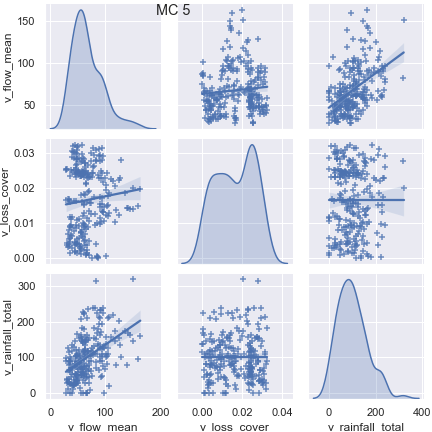 MC 5
150
100
50
v_flow_mean
0.03
0.02
0.01
0.00
v_loss_cover
300
200
100
0
v_rainfall_total
0 100 200
0.00 0.02 0.04
0 200 400
v_flow_mean v_loss_cover v_rainfall_total